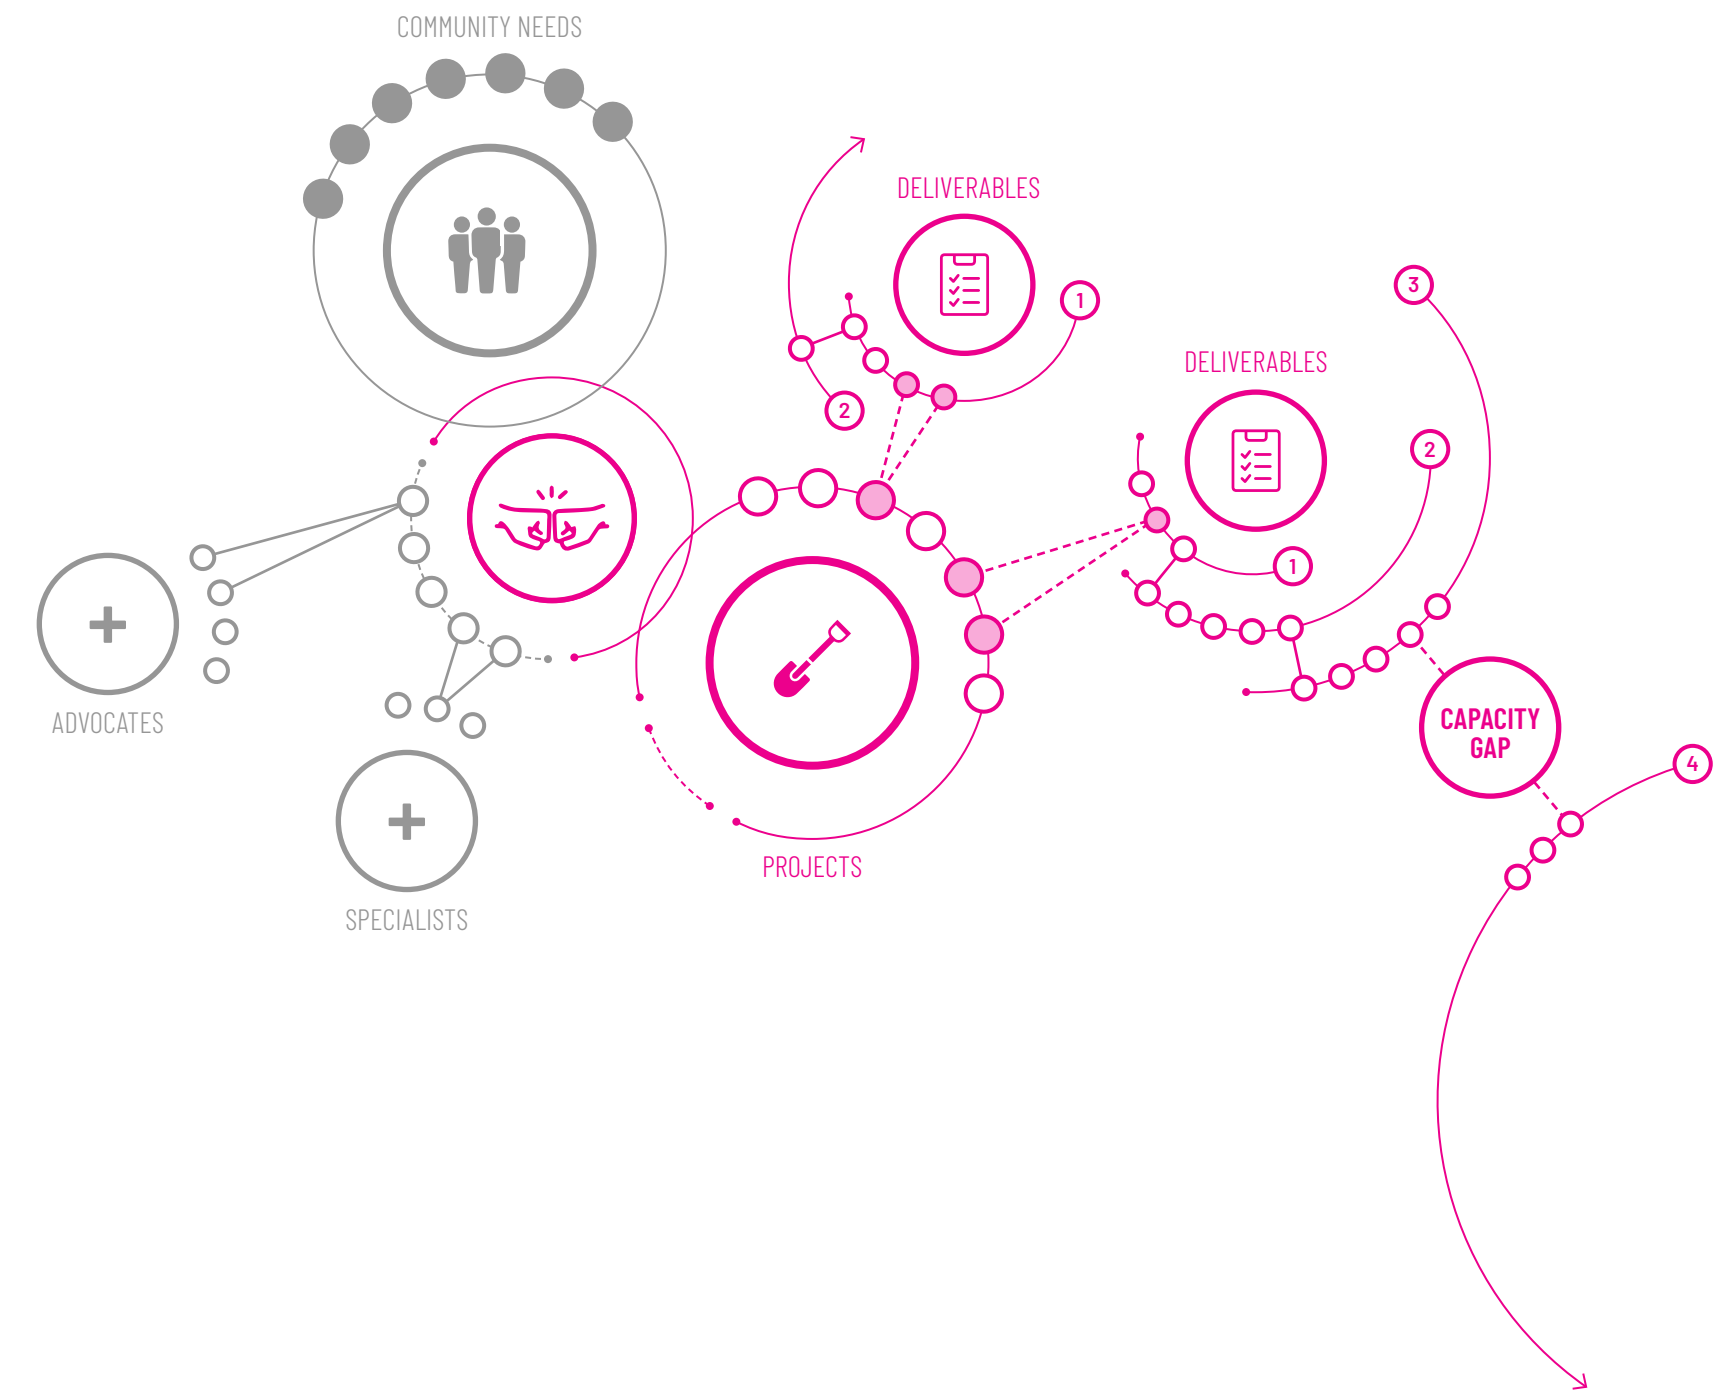 COMMUNITY NEEDS
DELIVERABLES
1
2
DELIVERABLES
3
2
1
ADVOCATES
SPECIALISTS
PROJECTS
CAPACITY
GAP
4